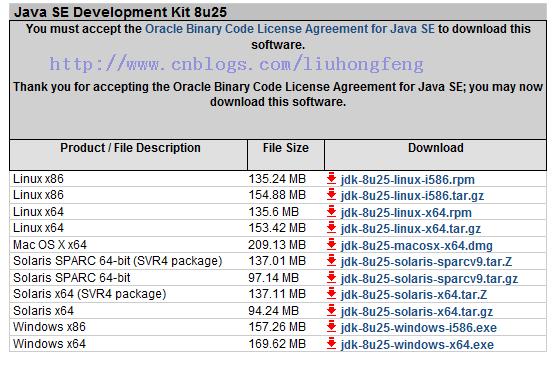 Java SE Development Kit 8u25
You must accept the Oracle Binary Code License Agreement for Java SE to download this
software.
http://www.cnblogs.com/liuhongfeng
Thank you for accepting the Oracle Binary Code License Agreement for Java SE; you may now
download this software.
Product / File Description File Size Download
Linux x86 135.24 MB jdk-8u25-linux-i586.rpm
Linux x86 154.88 MB jdk-8u25-linux-i586.tar.gz
Linux x64 135.6 MB jdk-8u25-linux-x64.rpm
Linux x64 153.42 MB jdk-8u25-linux-x64.tar.gz
Mac OS X x64 209.13 MB jdk-8u25-macosx-x64.dmg
Solaris SPARC 64-bit (SVR4 package) 137.01 MB jdk-8u25-solaris-sparcv9.tar.Z
Solaris SPARC 64-bit 97.14 MB jdk-8u25-solaris-sparcv9.tar.gz
Solaris x64 (SVR4 package) 137.11 MB jdk-8u25-solaris-x64.tar.Z
Solaris x64 94.24 MB jdk-8u25-solaris-x64.tar.gz
Windows x86 157.26 MB jdk-8u25-windows-i586.exe
Windows x64 169.62 MB jdk-8u25-windows-x64.exe